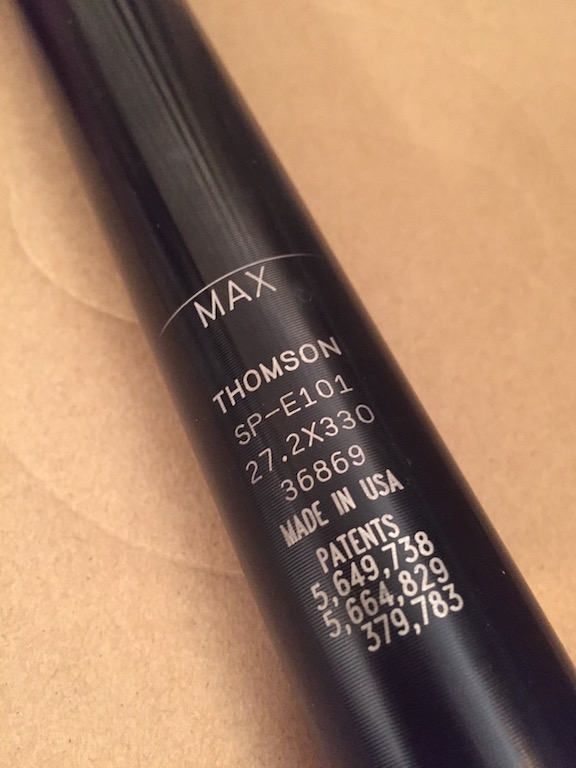 MAX
THOMSON
SP-E101
27.2X330
36869
MADE IN USA
PATENTS
5,649,738
5,664,829
379,783